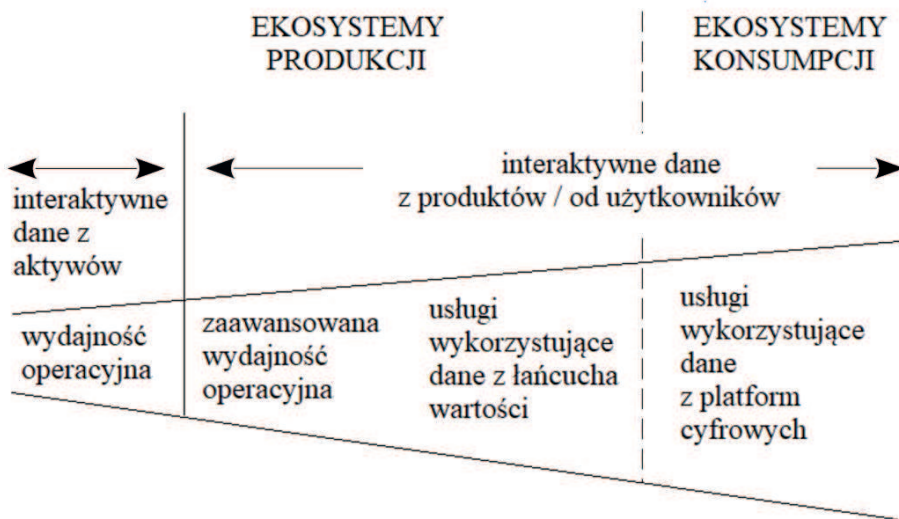 EKOSYSTEMY
PRODUKCJI
EKOSTEMY
KONSUMPCJI
interaktywne
dane z
aktywów
interaktywne dane
z produktów / od użytkowników
wydajność
operacyjna
zaawansowana
wydajność
operacyjna
usługi
wykorzystujące
dane z łańcucha
wartości
usługi
wykorzystujące
dane
z platform
cyfrowych